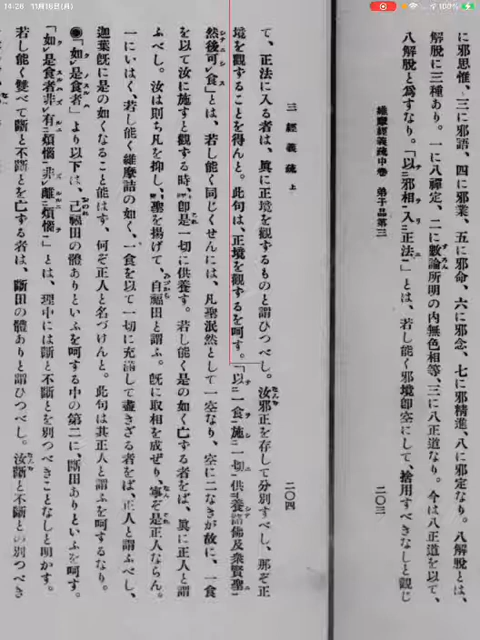 14:26 11月16日(月)
100%
に邪思惟、三に邪語、四に邪業、五に邪命、六に邪念、七に邪精進、八に邪定なり。八解脫とは、
解脫に三種あり。一に八禪定、二に數論所明の内無色相等、三に八正道なり。今は八正道を以て、
八解脫と爲すなり。「以邪相入正法」とは、若し能く邪境卽空にして、捨用すべきなしと觀じ
維摩經義疏中卷 弟子品第三
二〇三
三經義疏 上
二〇四
て、正法に入る者は、眞に正境を觀するものと謂ひつべし。汝邪正を存して分別すべし、那ぞ正
境を觀することを得んと。此句は、正境を觀するを呵す。「以一食施一切供養諸佛及衆賢聖
然後可食」とは、若し能く同じくせんには、凡聖泯然として一空なり、空に二なきが故に、一食
を以て汝に施すと觀する時、卽是一切に供養す。若し能く是の如く亡する者をば、眞に正人と謂
ふべし。汝は則ち凡を抑し、聖を揚げて、自福田と謂ふ。旣に取相を成ぜり、寧ぞ是正人ならん。
一にいはく、若し能く維摩詰の如く、一食を以て一切に充滿して盡きざる者をば、正人と謂ふべし、
迦葉旣に是の如くなること能はす、何ぞ正人と名づけんと。此句は其正人と謂ふを呵するなり。
●「如是食者」より以下は、己福田の體ありといふを呵する中の第二に、斷田ありといふを呵す。
「如是食者非有煩惱非離煩惱」とは、理中には斷と不斷とを別つべきことなしと明かす。
若し能く雙べて斷と不斷とを亡する者は、斷田の體ありと謂ひつべし。汝斷と不斷との別つべき